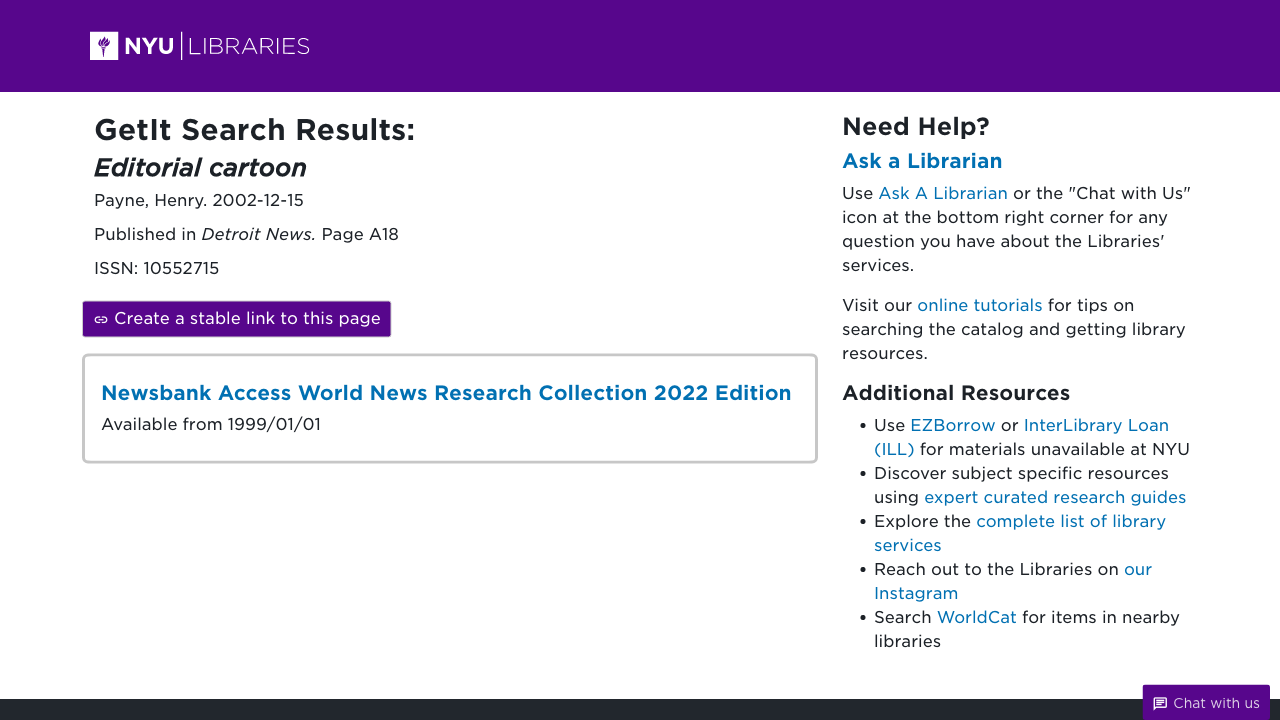 NYU LIBRARIES
GetIt Search Results:
Editorial cartoon
Payne, Henry. 2002-12-15
Published in Detroit News. Page A18
ISSN: 10552715
Create a stable link to this page
Newsbank Access World News Research Collection 2022 Edition
Available from 1999/01/01
Need Help?
Ask a Librarian
Use Ask A Librarian or the "Chat with Us"
icon at the bottom right corner for any
question you have about the Libraries'
services.
Visit our online tutorials for tips on
searching the catalog and getting library
resources.
Additional Resources
• Use EZBorrow or InterLibrary Loan
(ILL) for materials unavailable at NYU
• Discover subject specific resources
using expert curated research guides
• Explore the complete list of library
services
• Reach out to the Libraries on our
Instagram
• Search WorldCat for items in nearby
libraries
Chat with us